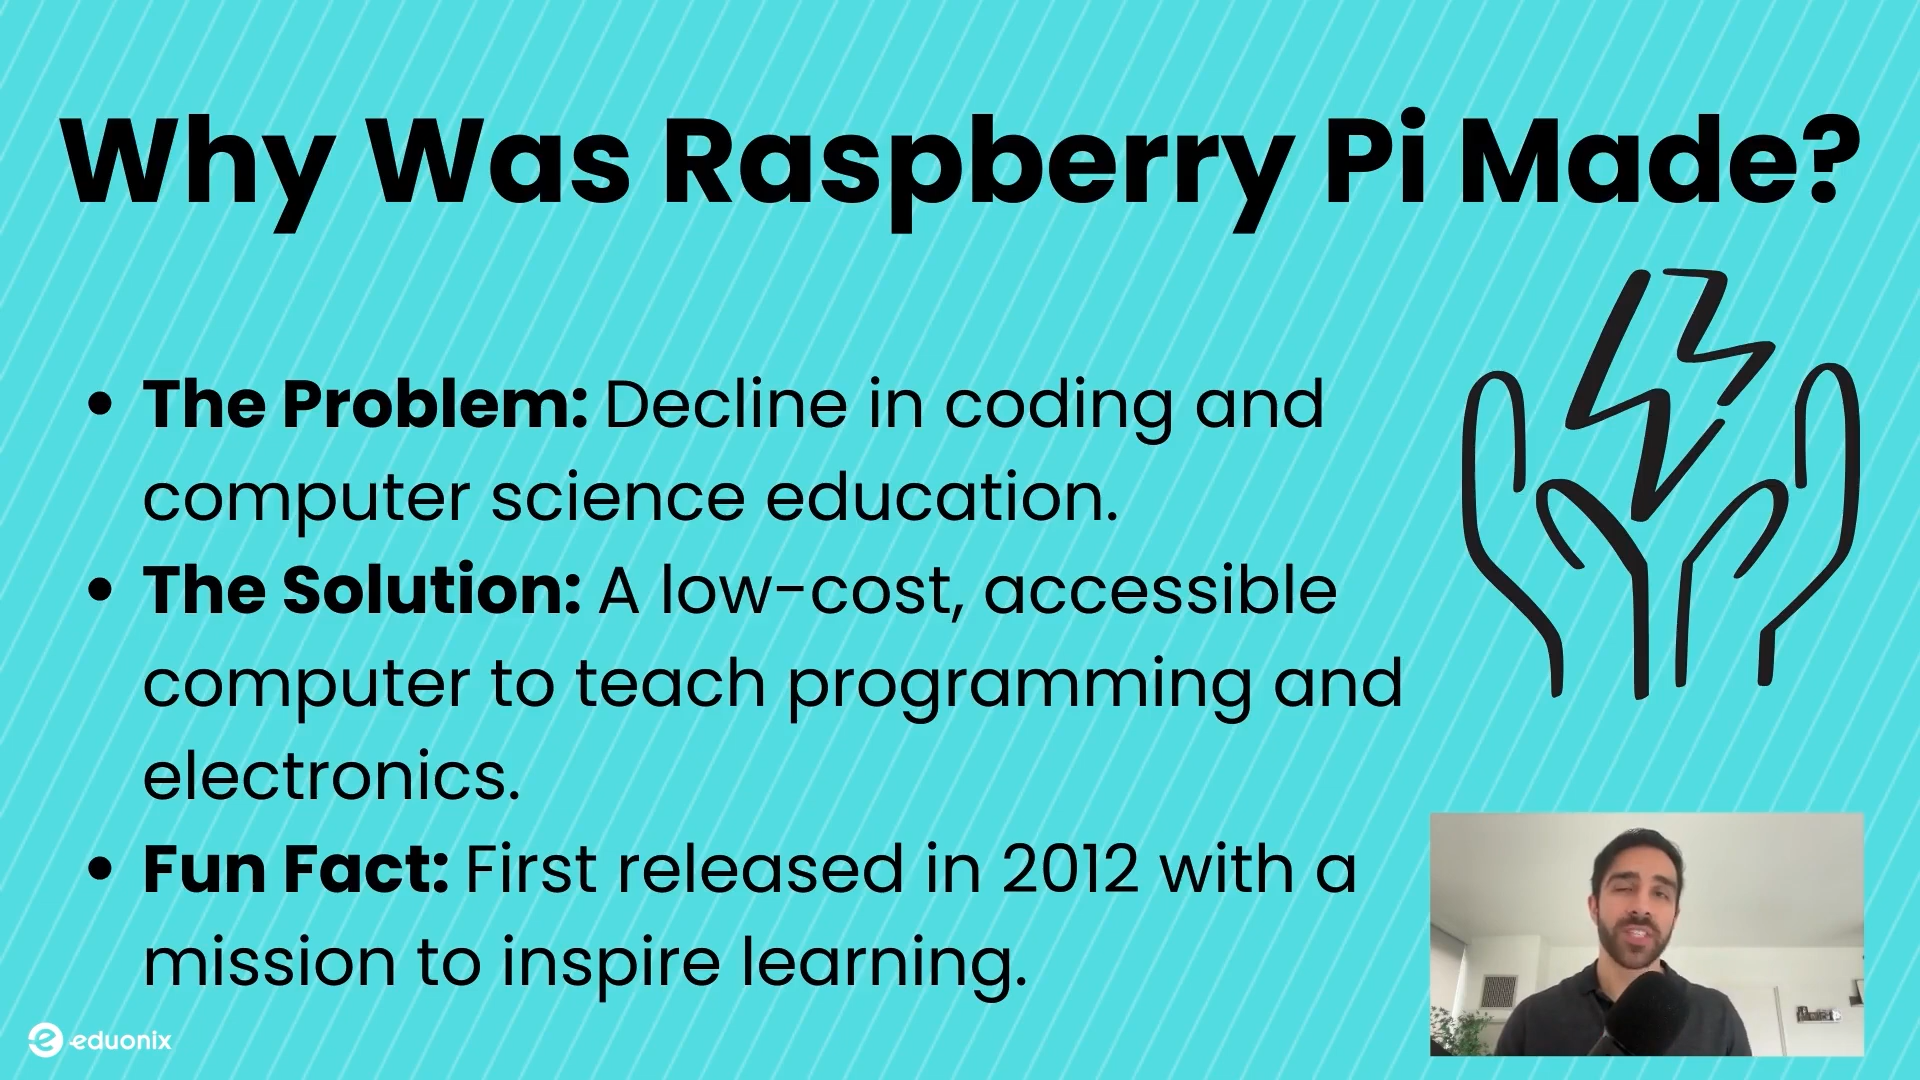 Why Was Raspberry Pi Made?
• The Problem: Decline in coding and
computer science education.
• The Solution: A low-cost, accessible
computer to teach programming and
electronics.
• Fun Fact: First released in 2012 with a
mission to inspire learning.
eduonix